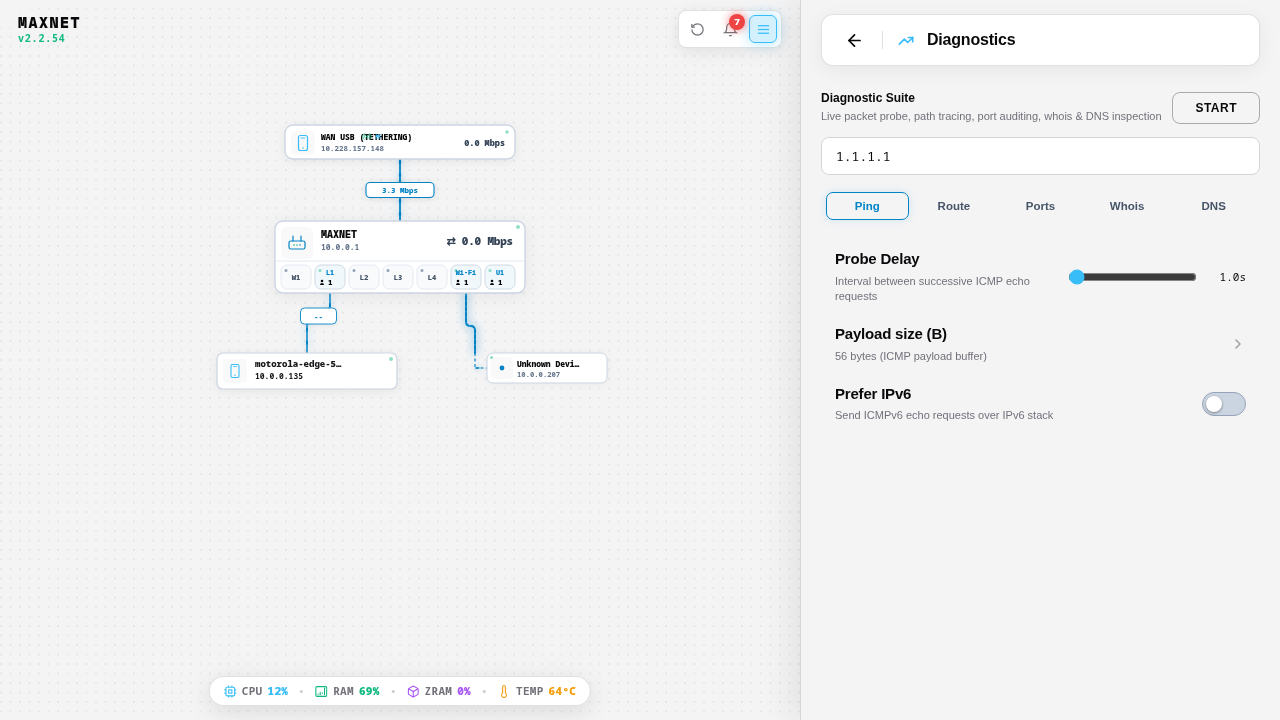 MAXNET
v2.2.54
7
WAN USB (TETHERING)
10.228.157.148
0.0 Mbps
3.3 Mbps
MAXNET
10.0.0.1
⇄ 0.0 Mbps
W1
L1
1
L2
L3
L4
Wi-Fi
1
U1
1
--
motorola-edge-5…
10.0.0.135
Unknown Devi…
10.0.0.207
CPU 12% • RAM 69% • ZRAM 0% • TEMP 64°C
Diagnostics
Diagnostic Suite
Live packet probe, path tracing, port auditing, whois & DNS inspection
START
1.1.1.1
Ping Route Ports Whois DNS
Probe Delay
Interval between successive ICMP echo
requests
1.0s
Payload size (B)
56 bytes (ICMP payload buffer)
Prefer IPv6
Send ICMPv6 echo requests over IPv6 stack